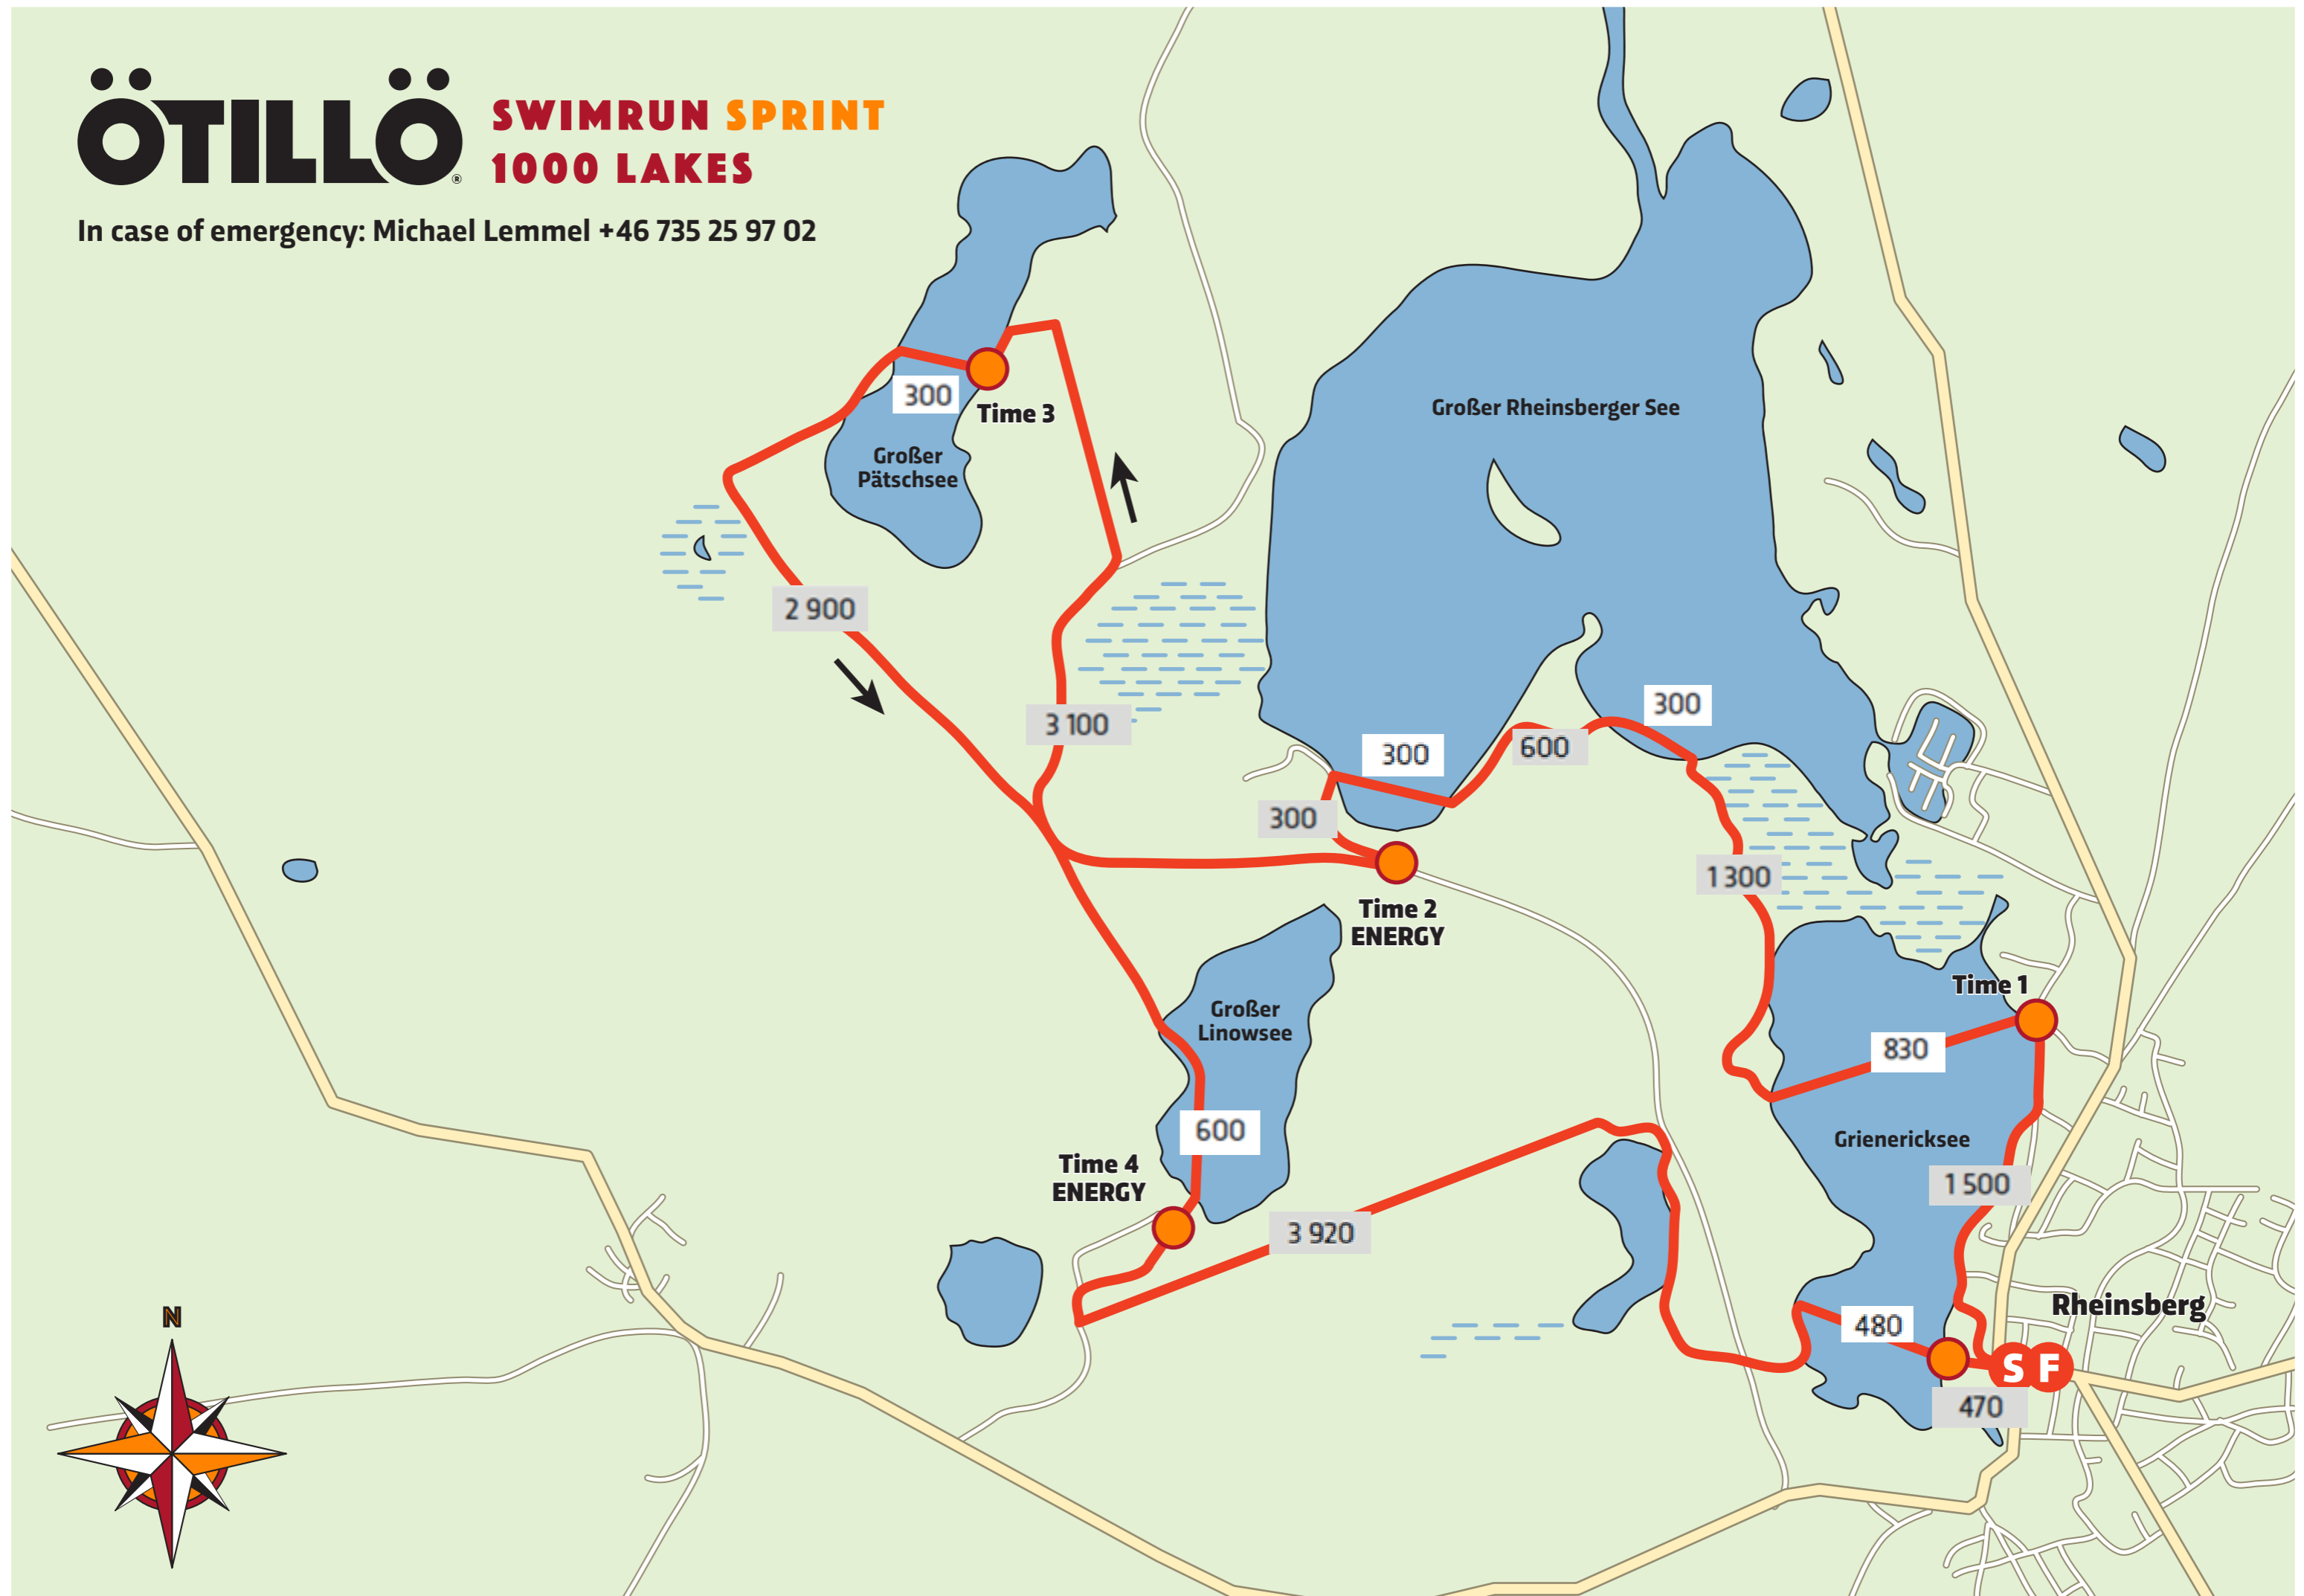 ÖTILLÖ®
SWIMRUN SPRINT
1000 LAKES
In case of emergency: Michael Lemmel +46 735 25 97 02
300
Time 3
Großer
Pätschsee
Großer Rheinsberger See
2 900
3 100
300
600
300
300
1 300
Time 2
ENERGY
Time 1
Großer
Linowsee
830
600
Grienericksee
Time 4
ENERGY
1 500
3 920
480
Rheinsberg
S F
470
N